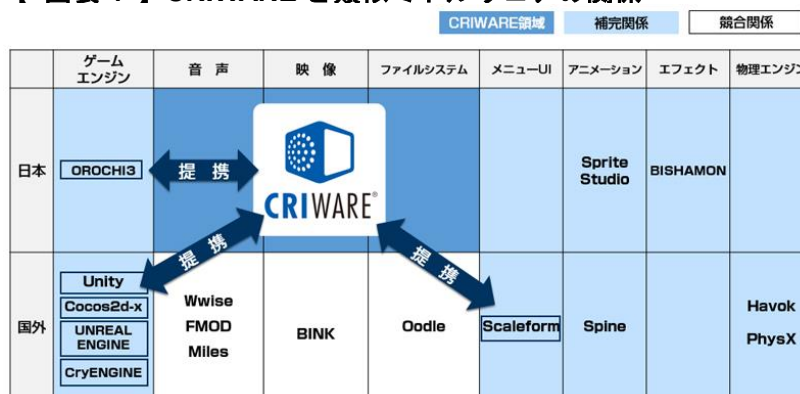 CRIWARE領域 補完関係 競合関係
ゲーム
エンジン
音 声 映 像 ファイルシステム メニューUI アニメーション エフェクト 物理エンジン
日本 OROCHI3 提 携 CRIWARE® Sprite
Studio BISHAMON
提 携 提 携
国外 Unity
Cocos2d-x
UNREAL
ENGINE
CryENGINE
Wwise
FMOD
Miles
BINK
Oodle
Scaleform
Spine
Havok
PhysX